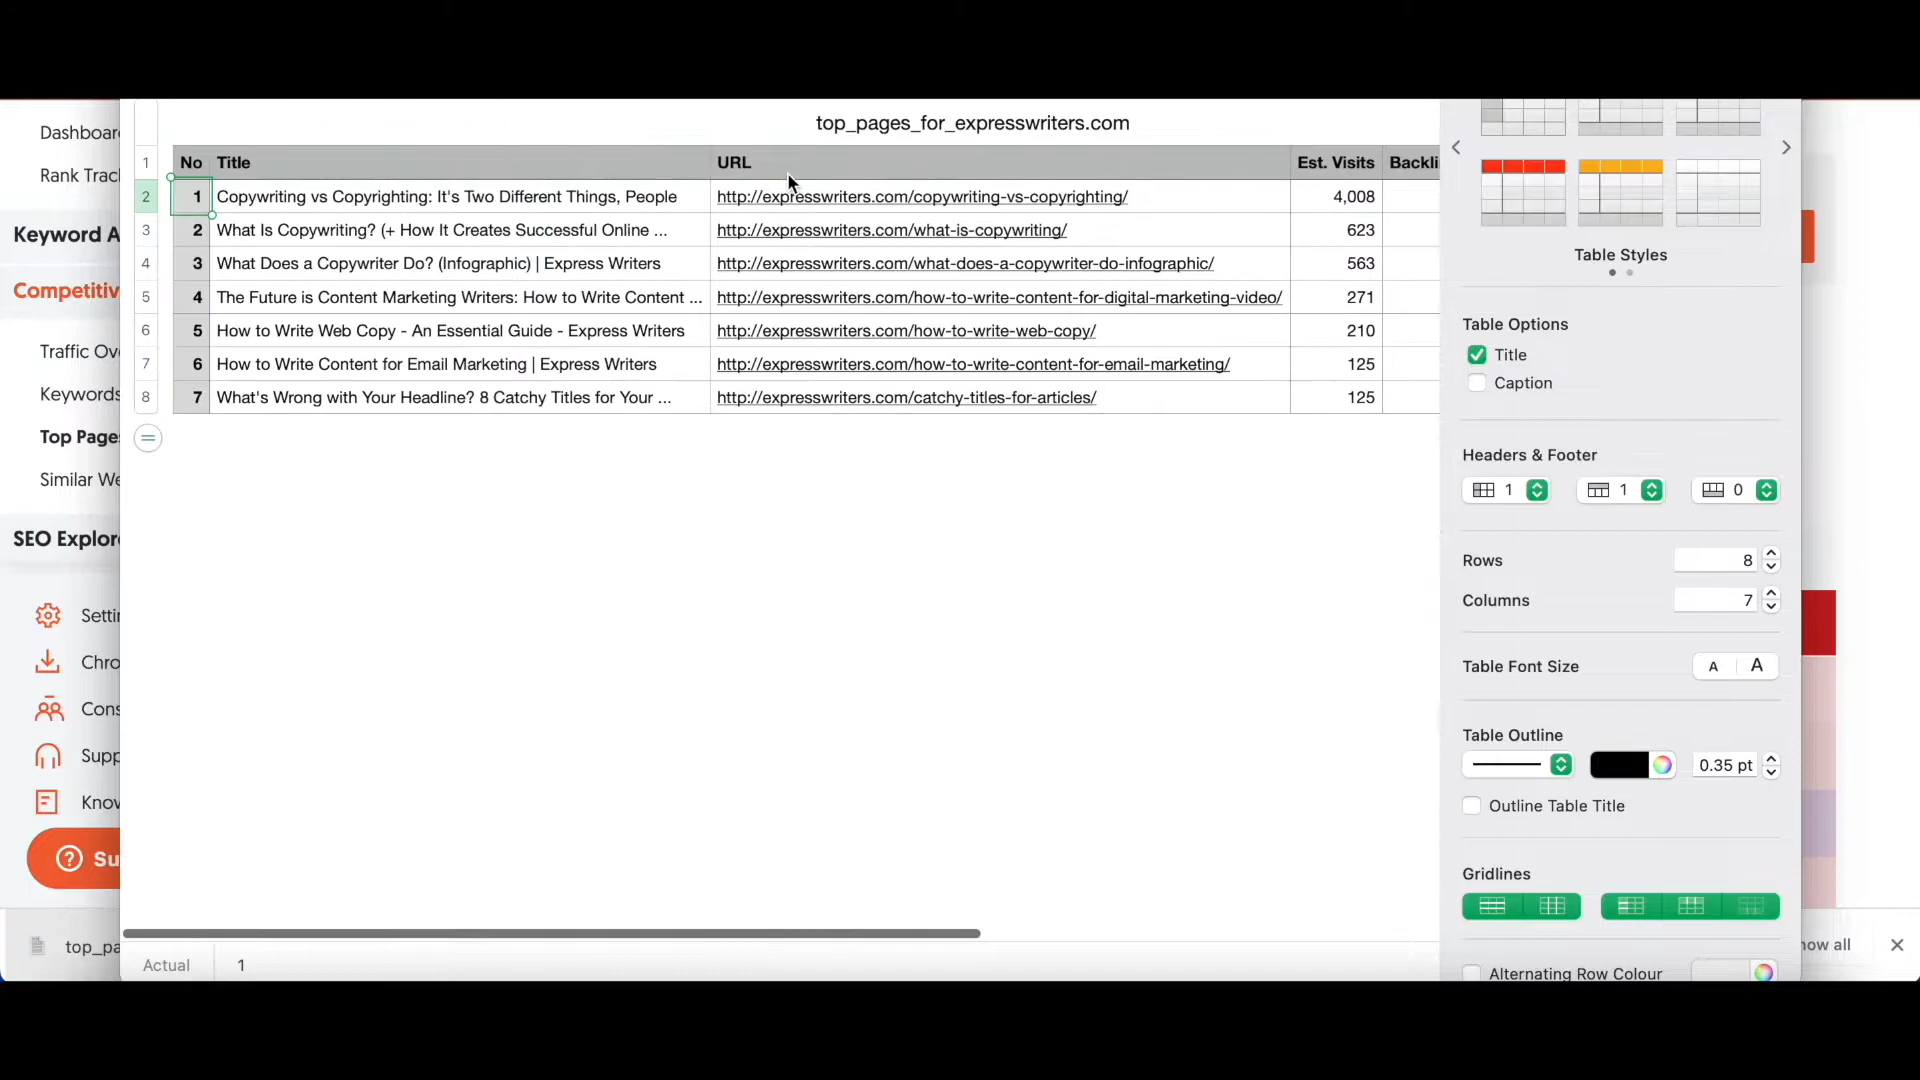 top_pages_for_expresswriters.com
No Title URL Est. Visits Backli
1 1 Copywriting vs Copyrighting: It's Two Different Things, People http://expresswriters.com/copywriting-vs-copyrighting/ 4,008
2
3 2 What Is Copywriting? (+ How It Creates Successful Online ... http://expresswriters.com/what-is-copywriting/ 623
4 3 What Does a Copywriter Do? (Infographic) | Express Writers http://expresswriters.com/what-does-a-copywriter-do-infographic/ 563
5 4 The Future is Content Marketing Writers: How to Write Content ... http://expresswriters.com/how-to-write-content-for-digital-marketing-video/ 271
6 5 How to Write Web Copy - An Essential Guide - Express Writers http://expresswriters.com/how-to-write-web-copy/ 210
7 6 How to Write Content for Email Marketing | Express Writers http://expresswriters.com/how-to-write-content-for-email-marketing/ 125
8 7 What's Wrong with Your Headline? 8 Catchy Titles for Your ... http://expresswriters.com/catchy-titles-for-articles/ 125
Actual 1
Dashboar
Rank Trac
Keyword A
Competitiv
Traffic Ov
Keywords
Top Page
Similar We
SEO Explor
Setti
Chro
Cons
Supp
Know
Su
top_pa
Table Styles
Table Options
Title
Caption
Headers & Footer
1 1 0
Rows 8
Columns 7
Table Font Size A A
Table Outline
0.35 pt
Outline Table Title
Gridlines
Alternating Row Colour
how all